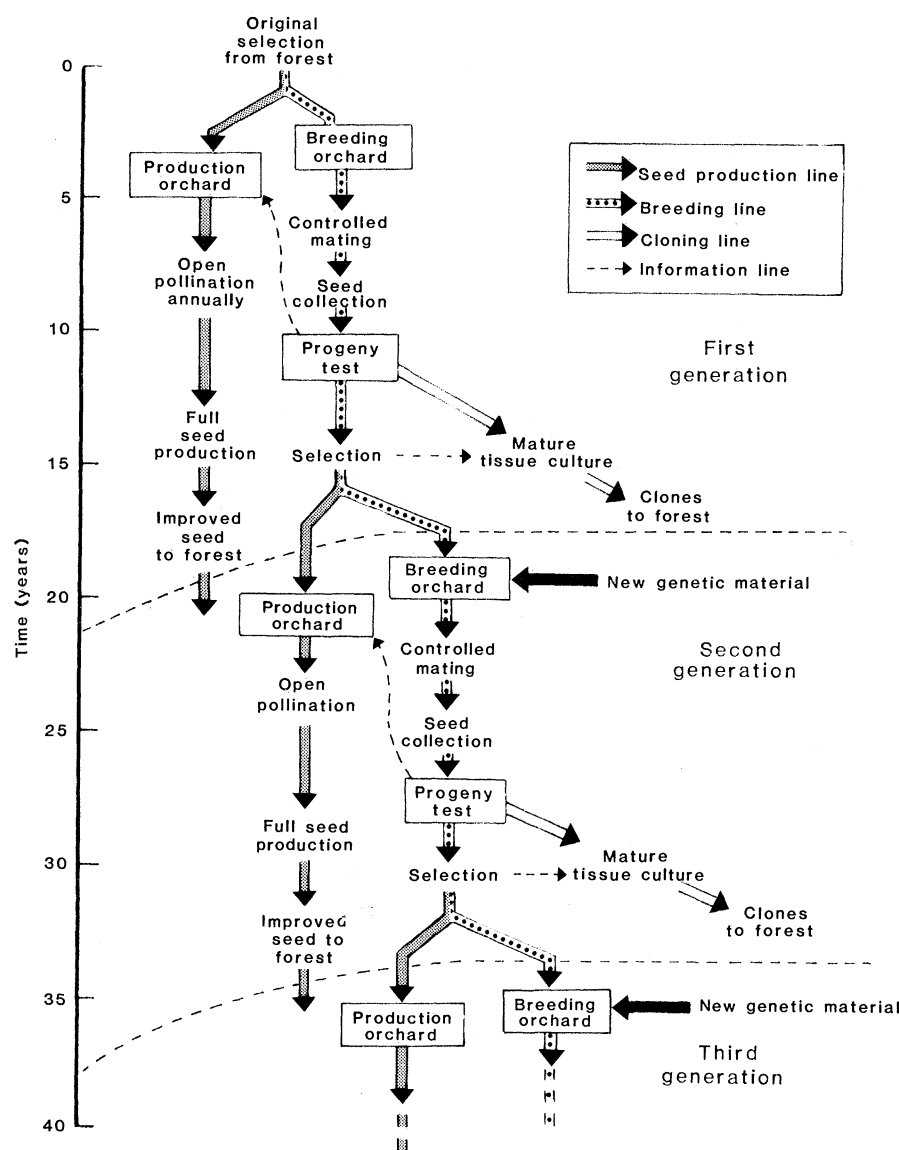 Original
selection
from forest
0
Breeding
orchard
Production
orchard
Seed production line
Breeding line
Cloning line
Information line
5
Controlled
mating
Open
pollination
annually
Seed
collection
10
Progeny
test
First
generation
Full
seed
production
Selection
Mature
tissue culture
15
Clones
to forest
Improved
seed
to forest
Time (years)
Breeding
orchard
New genetic material
20
Production
orchard
Controlled
mating
Second
generation
Open
pollination
Seed
collection
25
Progeny
test
Full seed
production
Mature
tissue culture
30
Selection
Clones
to forest
Improved
seed to
forest
35
Production
orchard
Breeding
orchard
New genetic material
Third
generation
40